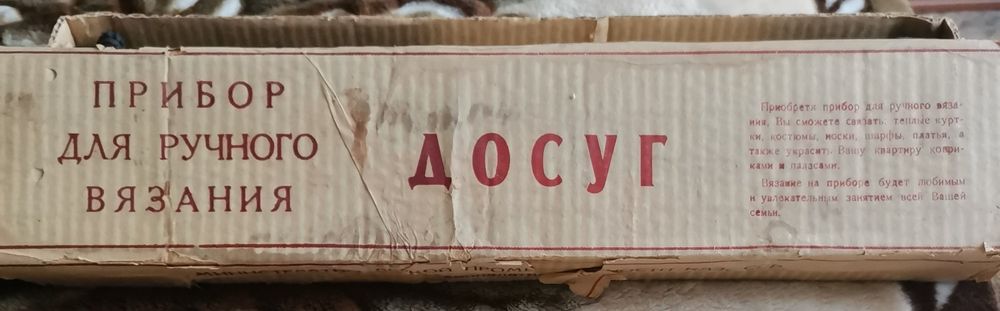 ПРИБОР
ДЛЯ РУЧНОГО
ВЯЗАНИЯ
ДОСУГ
Приобретя прибор для ручного вяза-
ния, Вы сможете связать теплые курт-
ки, костюмы, носки, шарфы, платья, а
также украсить Вашу квартиру коври-
ками и паласами.
Вязание на приборе будет любимым
и увлекательным занятием всей Вашей
семьи.